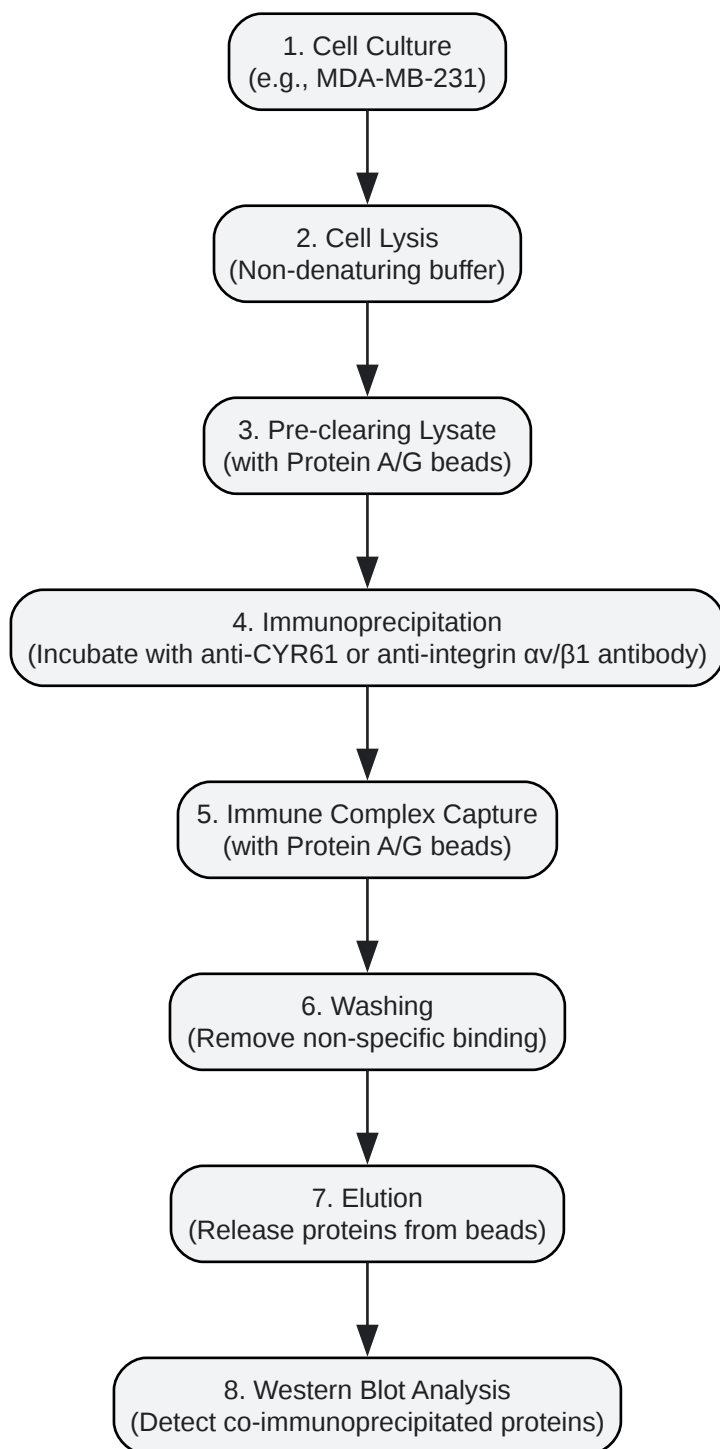 1. Cell Culture
(e.g., MDA-MB-231)
2. Cell Lysis
(Non-denaturing buffer)
3. Pre-clearing Lysate
(with Protein A/G beads)
4. Immunoprecipitation
(Incubate with anti-CYR61 or anti-integrin αv/β1 antibody)
5. Immune Complex Capture
(with Protein A/G beads)
6. Washing
(Remove non-specific binding)
7. Elution
(Release proteins from beads)
8. Western Blot Analysis
(Detect co-immunoprecipitated proteins)